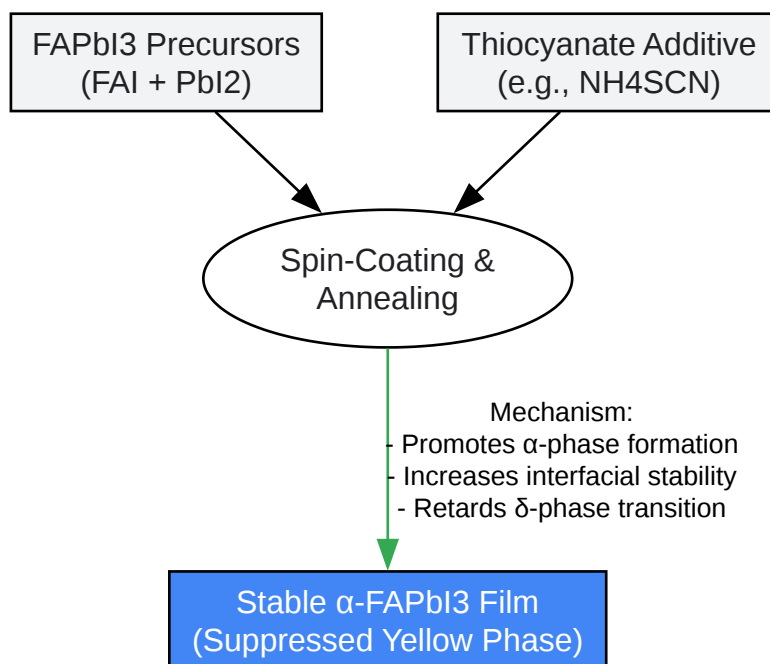 FAPbI3 Precursors
(FAI + PbI2)
Thiocyanate Additive
(e.g., NH4SCN)
Spin-Coating &
Annealing
Mechanism:
- Promotes α-phase formation
- Increases interfacial stability
- Retards δ-phase transition
Stable α-FAPbI3 Film
(Suppressed Yellow Phase)